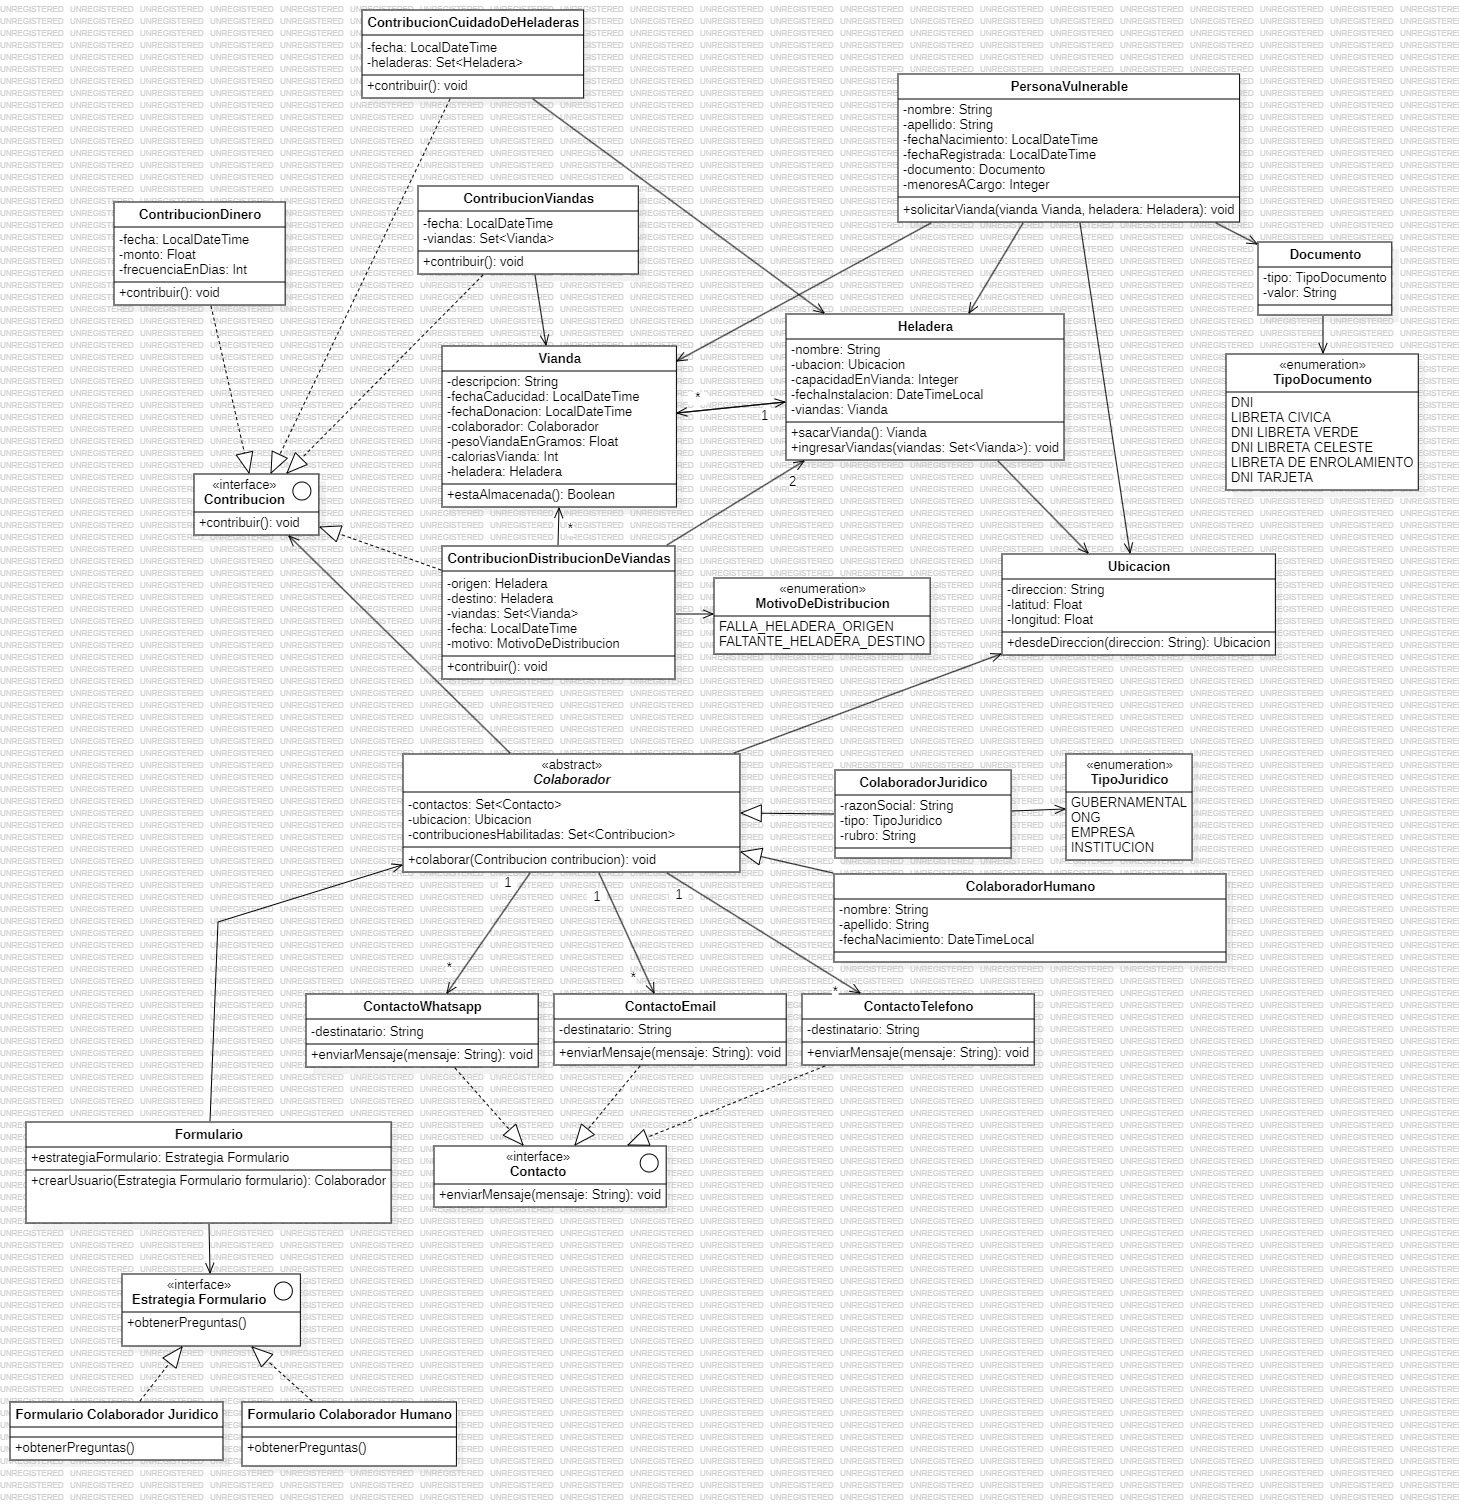 ContribucionCuidadoDeHeladeras
-fecha: LocalDateTime
-heladeras: Set<Heladera>
+contribuir(): void
PersonaVulnerable
-nombre: String
-apellido: String
-fechaNacimiento: LocalDateTime
-fechaRegistrada: LocalDateTime
-documento: Documento
-menoresACargo: Integer
+solicitarVianda(vianda Vianda, heladera: Heladera): void
ContribucionViandas
-fecha: LocalDateTime
-viandas: Set<Vianda>
+contribuir(): void
ContribucionDinero
-fecha: LocalDateTime
-monto: Float
-frecuenciaEnDias: Int
+contribuir(): void
Documento
-tipo: TipoDocumento
-valor: String
Heladera
-nombre: String
-ubacion: Ubicacion
-capacidadEnVianda: Integer
-fechaInstalacion: DateTimeLocal
-viandas: Vianda
+sacarVianda(): Vianda
+ingresarViandas(viandas: Set<Vianda>): void
Vianda
-descripcion: String
-fechaCaducidad: LocalDateTime
-fechaDonacion: LocalDateTime
-colaborador: Colaborador
-pesoViandaEnGramos: Float
-caloriasVianda: Int
-heladera: Heladera
+estaAlmacenada(): Boolean
*
1
«enumeration»
TipoDocumento
DNI
LIBRETA CIVICA
DNI LIBRETA VERDE
DNI LIBRETA CELESTE
LIBRETA DE ENROLAMIENTO
DNI TARJETA
«interface»
Contribucion
+contribuir(): void
2
*
ContribucionDistribucionDeViandas
-origen: Heladera
-destino: Heladera
-viandas: Set<Vianda>
-fecha: LocalDateTime
-motivo: MotivoDeDistribucion
+contribuir(): void
«enumeration»
MotivoDeDistribucion
FALLA_HELADERA_ORIGEN
FALTANTE_HELADERA_DESTINO
Ubicacion
-direccion: String
-latitud: Float
-longitud: Float
+desdeDireccion(direccion: String): Ubicacion
«abstract»
Colaborador
-contactos: Set<Contacto>
-ubicacion: Ubicacion
-contribucionesHabilitadas: Set<Contribucion>
+colaborar(Contribucion contribucion): void
ColaboradorJuridico
-razonSocial: String
-tipo: TipoJuridico
-rubro: String
«enumeration»
TipoJuridico
GUBERNAMENTAL
ONG
EMPRESA
INSTITUCION
ColaboradorHumano
-nombre: String
-apellido: String
-fechaNacimiento: DateTimeLocal
1
1
1
*
*
*
ContactoWhatsapp
-destinatario: String
+enviarMensaje(mensaje: String): void
ContactoEmail
-destinatario: String
+enviarMensaje(mensaje: String): void
ContactoTelefono
-destinatario: String
+enviarMensaje(mensaje: String): void
«interface»
Contacto
+enviarMensaje(mensaje: String): void
Formulario
+estrategiaFormulario: Estrategia Formulario
+crearUsuario(Estrategia Formulario formulario): Colaborador
«interface»
Estrategia Formulario
+obtenerPreguntas()
Formulario Colaborador Juridico
+obtenerPreguntas()
Formulario Colaborador Humano
+obtenerPreguntas()
UNREGISTERED